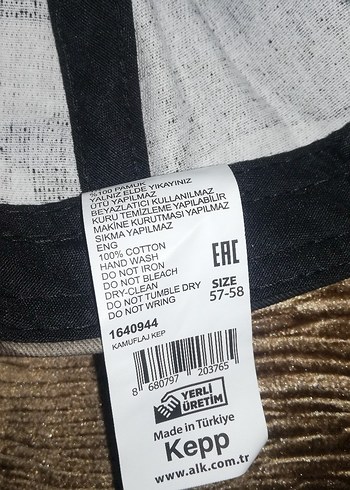 %100 PAMUK
YALNIZ ELDE YIKAYINIZ
ÜTÜ YAPILMAZ
BEYAZLATICI KULLANILMAZ
KURU TEMİZLEME YAPILABİLİR
MAKİNE KURUTMASI YAPILMAZ
SIKMA YAPILMAZ
ENG
100% COTTON
HAND WASH
DO NOT IRON
DO NOT BLEACH
DRY-CLEAN
DO NOT TUMBLE DRY
DO NOT WRING
EAC
SIZE
57-58
1640944
KAMUFLAJ KEP
8 680797 203765
YERLİ
ÜRETİM
Made in Türkiye
Kepp
www.alk.com.tr